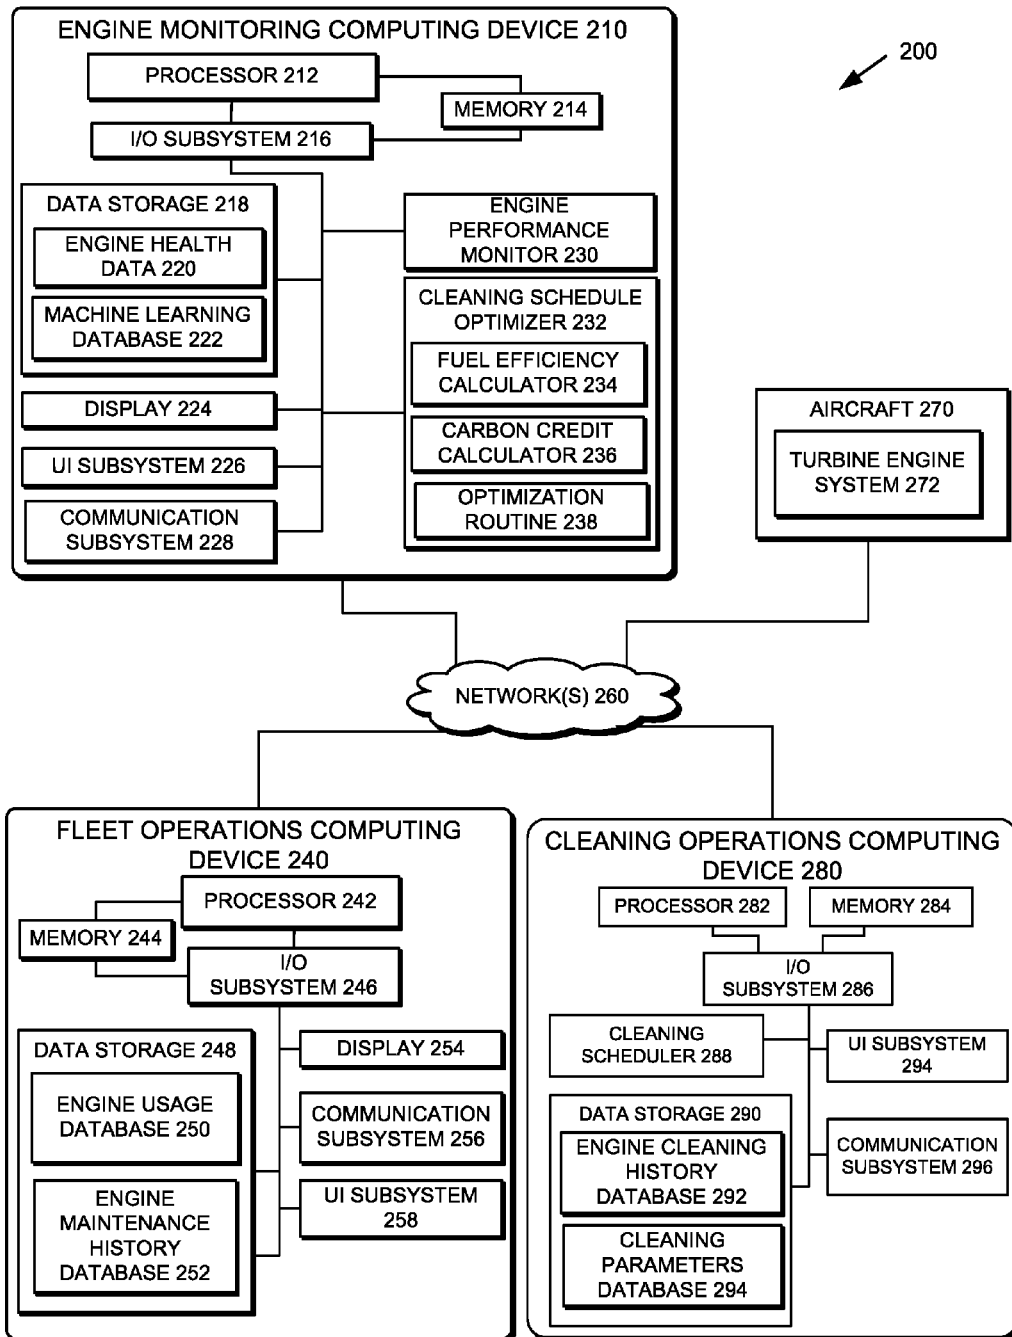 ENGINE MONITORING COMPUTING DEVICE 210
200
PROCESSOR 212
MEMORY 214
I/O SUBSYSTEM 216
DATA STORAGE 218
ENGINE HEALTH
DATA 220
MACHINE LEARNING
DATABASE 222
DISPLAY 224
UI SUBSYSTEM 226
COMMUNICATION
SUBSYSTEM 228
ENGINE
PERFORMANCE
MONITOR 230
CLEANING SCHEDULE
OPTIMIZER 232
FUEL EFFICIENCY
CALCULATOR 234
CARBON CREDIT
CALCULATOR 236
OPTIMIZATION
ROUTINE 238
AIRCRAFT 270
TURBINE ENGINE
SYSTEM 272
NETWORK(S) 260
FLEET OPERATIONS COMPUTING
DEVICE 240
PROCESSOR 242
MEMORY 244
I/O
SUBSYSTEM 246
DATA STORAGE 248
ENGINE USAGE
DATABASE 250
ENGINE
MAINTENANCE
HISTORY
DATABASE 252
DISPLAY 254
COMMUNICATION
SUBSYSTEM 256
UI SUBSYSTEM
258
CLEANING OPERATIONS COMPUTING
DEVICE 280
PROCESSOR 282
MEMORY 284
I/O
SUBSYSTEM 286
CLEANING
SCHEDULER 288
UI SUBSYSTEM
294
DATA STORAGE 290
ENGINE CLEANING
HISTORY
DATABASE 292
CLEANING
PARAMETERS
DATABASE 294
COMMUNICATION
SUBSYSTEM 296